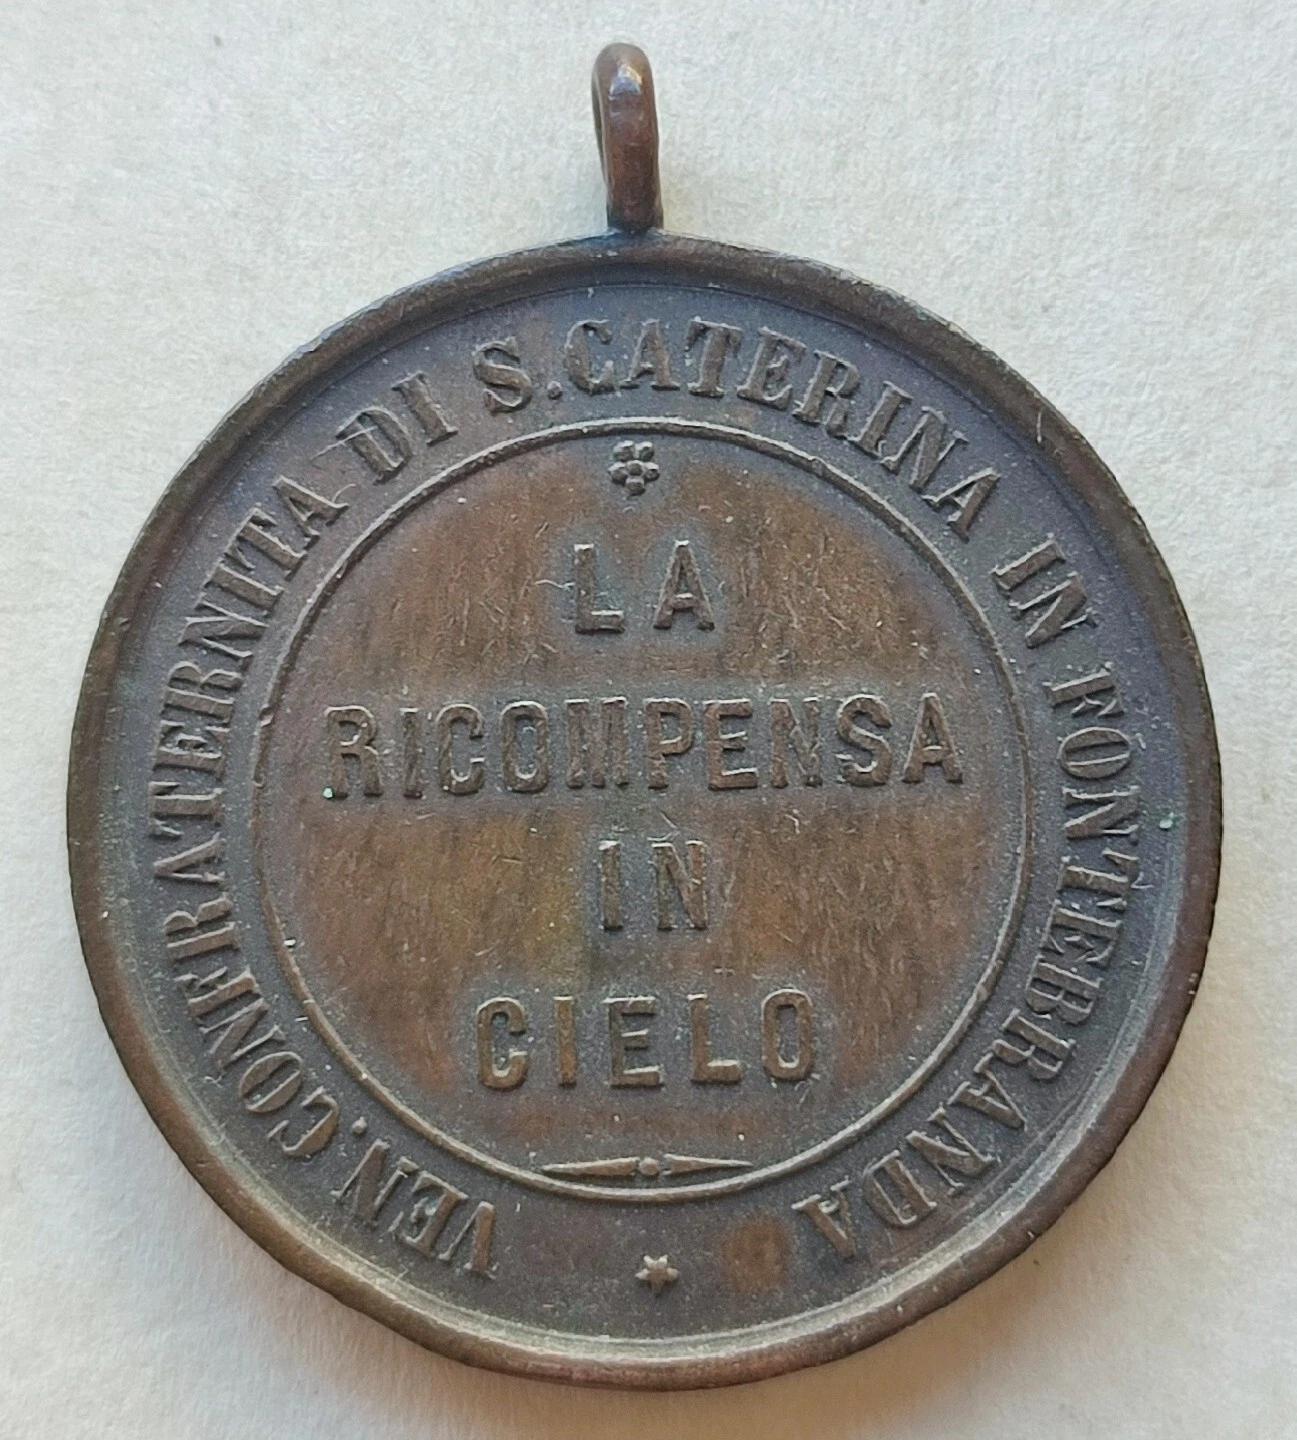 VEN. CONFRATERNITA DI S. CATERINA IN FONTEBRANDA
LA
RICOMPENSA
IN
CIELO